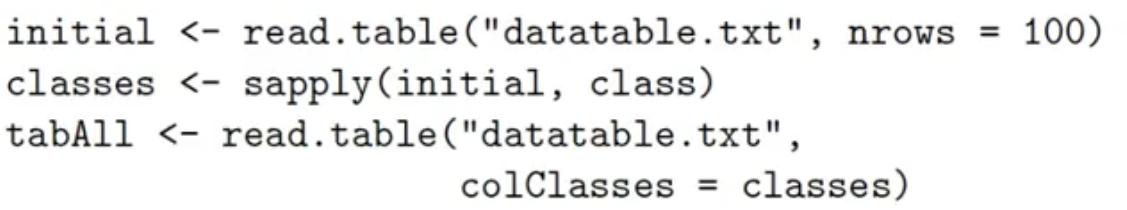 initial <- read.table("datatable.txt", nrows = 100)
classes <- sapply(initial, class)
tabAll <- read.table("datatable.txt",
colClasses = classes)